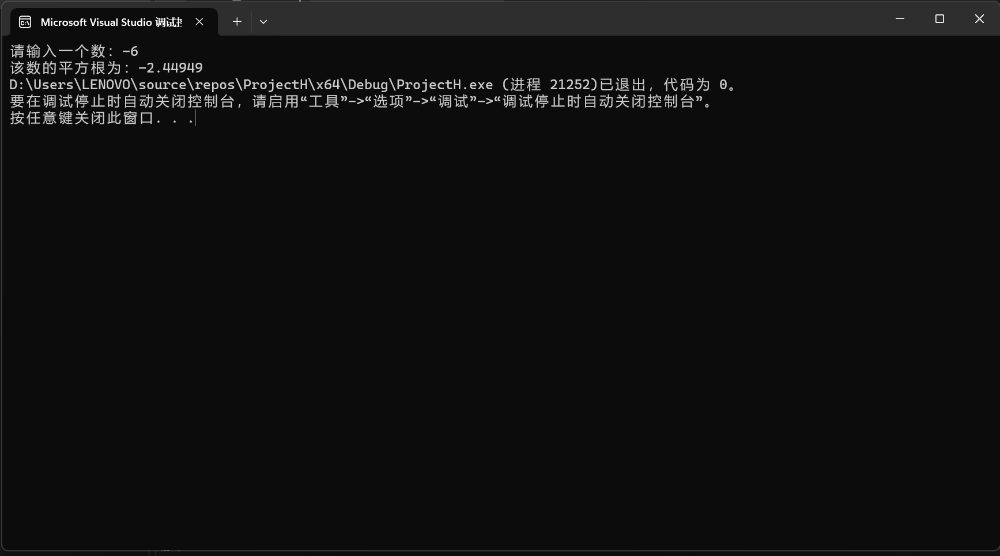 Microsoft Visual Studio 调试
请输入一个数：-6
该数的平方根为：-2.44949
D:\Users\LENOVO\source\repos\ProjectH\x64\Debug\ProjectH.exe (进程 21252)已退出，代码为 0。
要在调试停止时自动关闭控制台，请启用“工具”->“选项”->“调试”->“调试停止时自动关闭控制台”。
按任意键关闭此窗口. . .